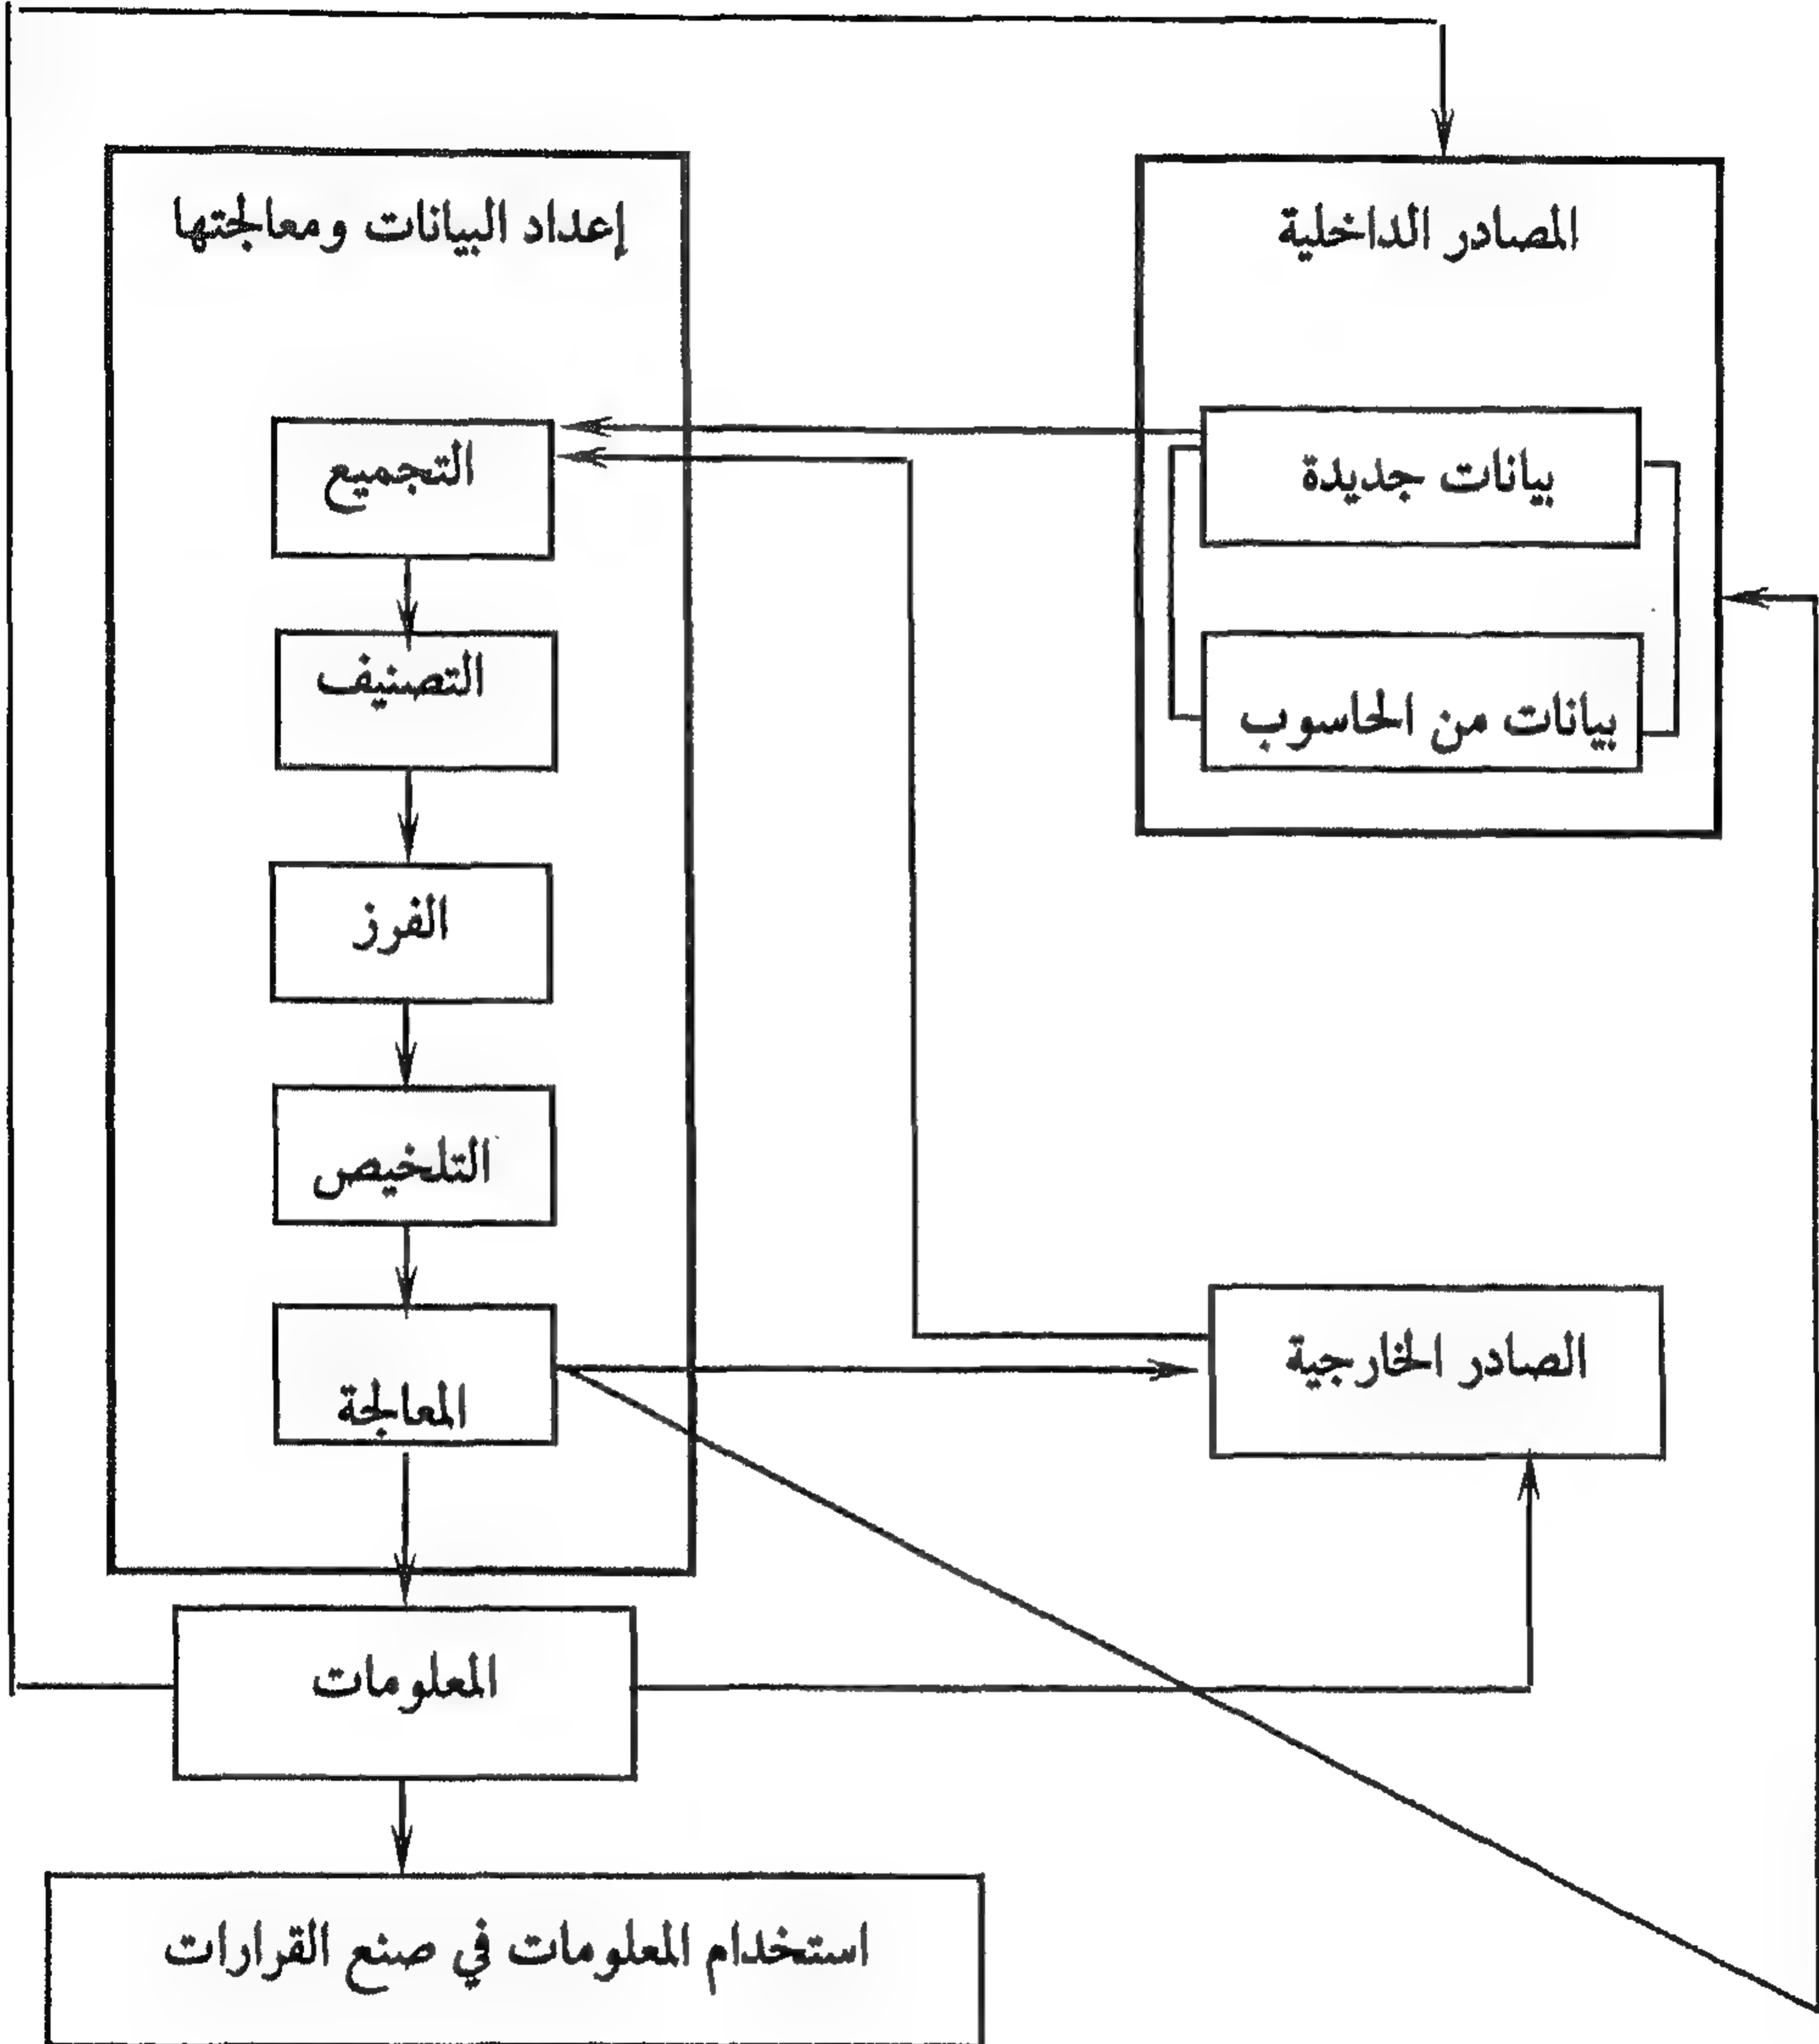 المصادر الداخلية
بيانات جديدة
بيانات من الحاسوب
إعداد البيانات ومعالجتها
التجميع
التصنيف
الفرز
التلخيص
المعالجة
الصادر الخارجية
المعلومات
استخدام المعلومات في صنع القرارات